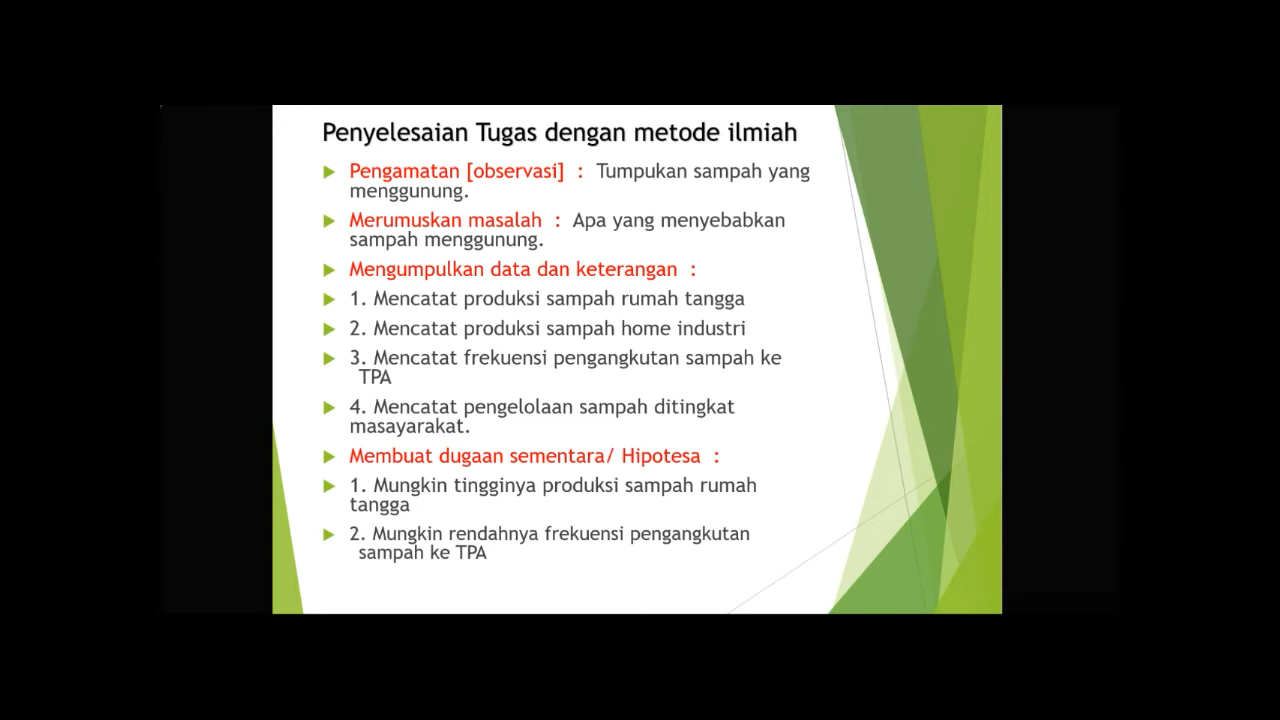 Penyelesaian Tugas dengan metode ilmiah
Pengamatan [observasi] : Tumpukan sampah yang
menggunung.
Merumuskan masalah : Apa yang menyebabkan
sampah menggunung.
Mengumpulkan data dan keterangan :
1. Mencatat produksi sampah rumah tangga
2. Mencatat produksi sampah home industri
3. Mencatat frekuensi pengangkutan sampah ke
TPA
4. Mencatat pengelolaan sampah ditingkat
masayarakat.
Membuat dugaan sementara/ Hipotesa :
1. Mungkin tingginya produksi sampah rumah
tangga
2. Mungkin rendahnya frekuensi pengangkutan
sampah ke TPA